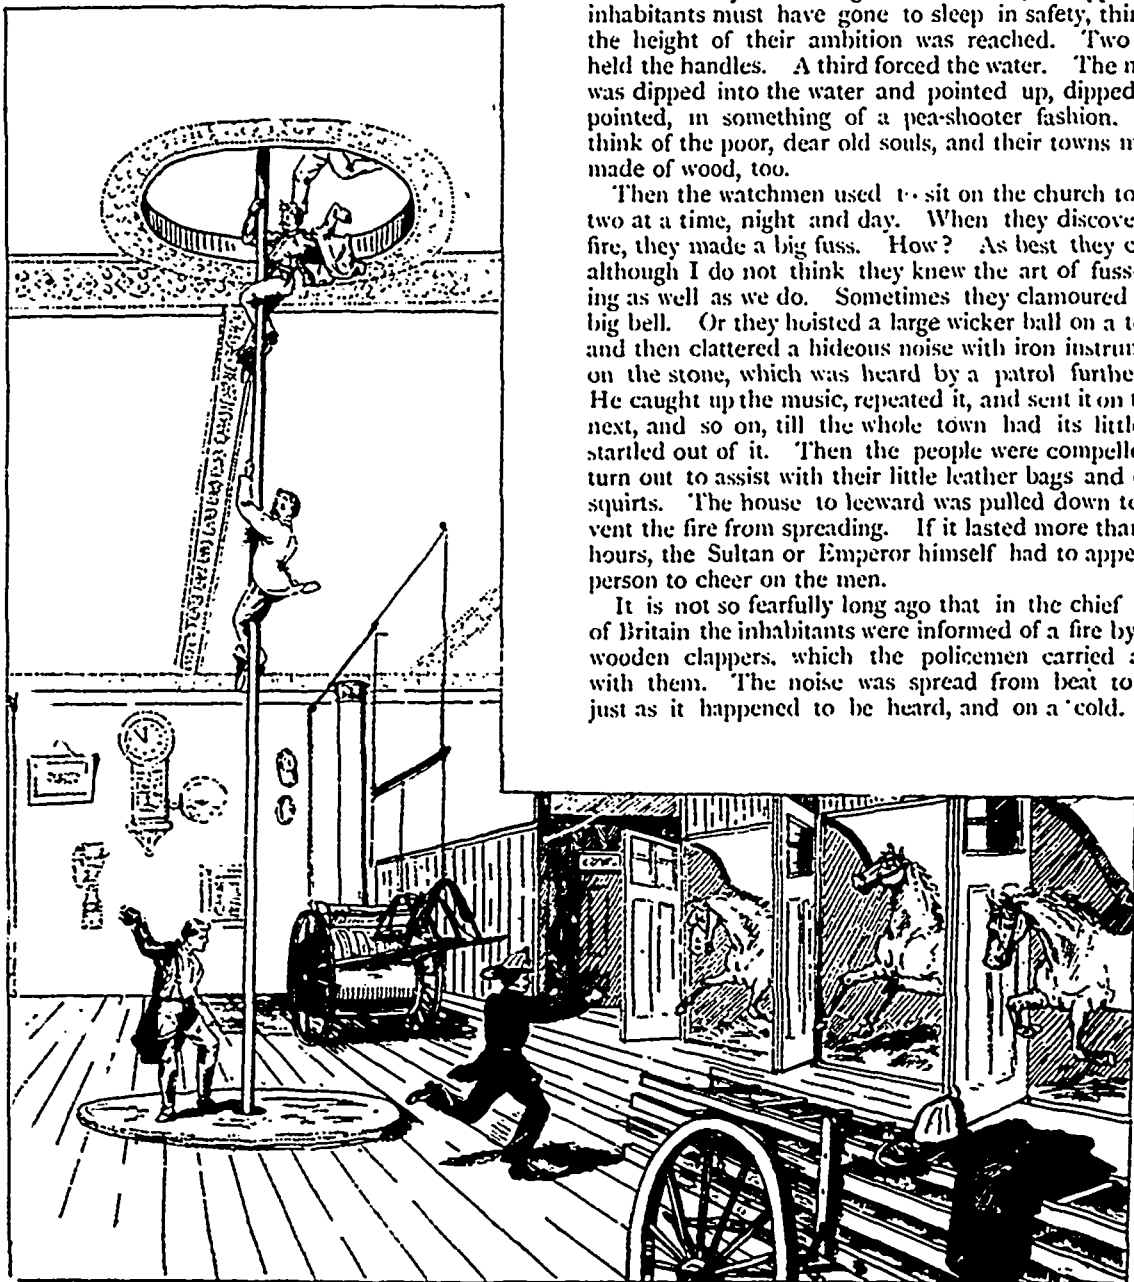 inhabitants must have gone to sleep in safety,
the height of their ambition was reached. Two
held the handles. A third forced the water. The
was dipped into the water and pointed up, dipped
pointed, in something of a pea-shooter fashion.
think of the poor, dear old souls, and their towns
made of wood, too.
Then the watchmen used sit on the church
two at a time, night and day. When they
fire, they made a big fuss. How? As best they
although I do not think they knew the art of
ing as well as we do. Sometimes they clamoured
big bell. Or they hoisted a large wicker ball on a
and then clattered a hideous noise with iron
on the stone, which was heard by a patrol
He caught up the music, repeated it, and sent it on
next, and so on, till the whole town had its
startled out of it. Then the people were
turn out to assist with their little leather bags and
squirts. The house to leeward was pulled down
vent the fire from spreading. If it lasted more
hours, the Sultan or Emperor himself had to
person to cheer on the men.
It is not so fearfully long ago that in the chief
of Britain the inhabitants were informed of a fire by
wooden clappers, which the policemen carried
with them. The noise was spread from beat to
just as it happened to be heard, and on a cold.